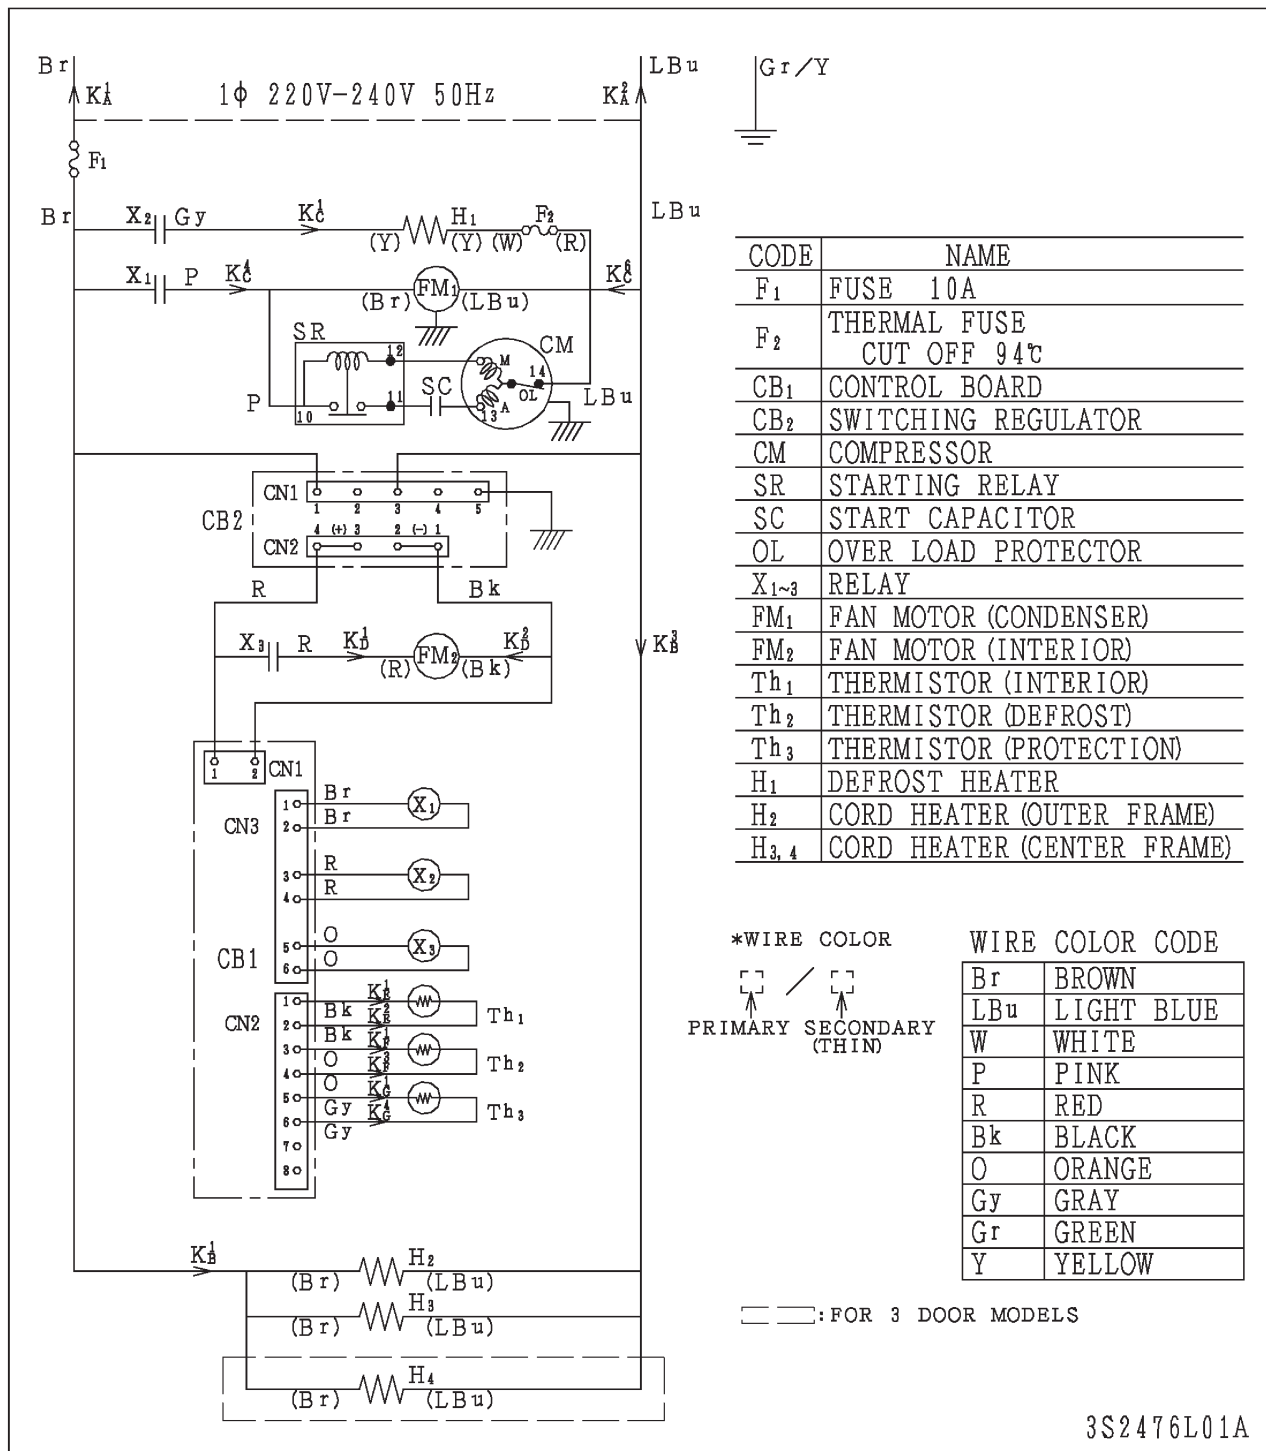 Br LBu Gr/Y
K¹A 1ϕ 220V-240V 50Hz K²A
F₁
Br X₂ Gy K¹C (Y) H₁ (Y) (W) F₂ (R) LBu
X₁ P K⁴C (Br) FM₁ (LBu) K⁶C
SR 12 M 14 CM
P 10 11 SC 13 A OL LBu
CN1 1 2 3 4 5
CB2
4 (+) 3 2 (-) 1
CN2
R Bk
X₃ R K¹D (R) FM₂ (Bk) K²D K³B
1 2 CN1
CN3
1 Br X₁
2 Br
3 R X₂
4 R
CB1
5 O X₃
6 O
CN2
1 K¹E
Bk K²E Th₁
2
Bk K¹F
3
O K³F Th₂
4
O K¹G
5
Gy K⁴G Th₃
6
Gy
7
8
K¹B (Br) H₂ (LBu)
(Br) H₃ (LBu)
(Br) H₄ (LBu)
CODE NAME
F₁ FUSE 10A
F₂ THERMAL FUSE
CUT OFF 94℃
CB₁ CONTROL BOARD
CB₂ SWITCHING REGULATOR
CM COMPRESSOR
SR STARTING RELAY
SC START CAPACITOR
OL OVER LOAD PROTECTOR
X₁~₃ RELAY
FM₁ FAN MOTOR (CONDENSER)
FM₂ FAN MOTOR (INTERIOR)
Th₁ THERMISTOR (INTERIOR)
Th₂ THERMISTOR (DEFROST)
Th₃ THERMISTOR (PROTECTION)
H₁ DEFROST HEATER
H₂ CORD HEATER (OUTER FRAME)
H₃,₄ CORD HEATER (CENTER FRAME)
*WIRE COLOR
/
PRIMARY SECONDARY
(THIN)
WIRE COLOR CODE
Br BROWN
LBu LIGHT BLUE
W WHITE
P PINK
R RED
Bk BLACK
O ORANGE
Gy GRAY
Gr GREEN
Y YELLOW
:FOR 3 DOOR MODELS
3S2476L01A